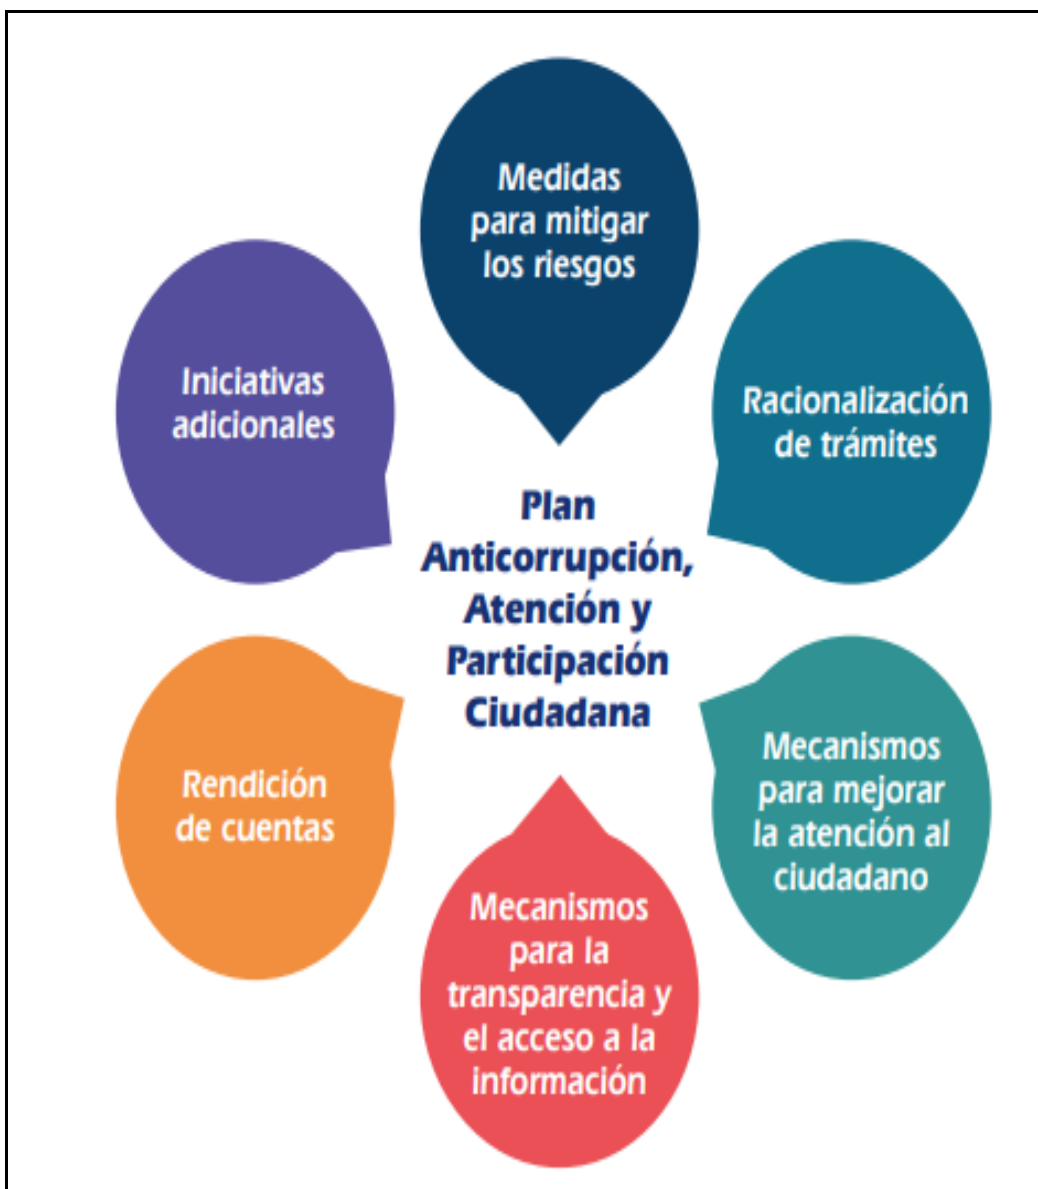 Medidas
para mitigar
los riesgos
Racionalización
de trámites
Mecanismos
para mejorar
la atención al
ciudadano
Mecanismos
para la
transparencia y
el acceso a la
información
Rendición
de cuentas
Iniciativas
adicionales
Plan
Anticorrupción,
Atención y
Participación
Ciudadana